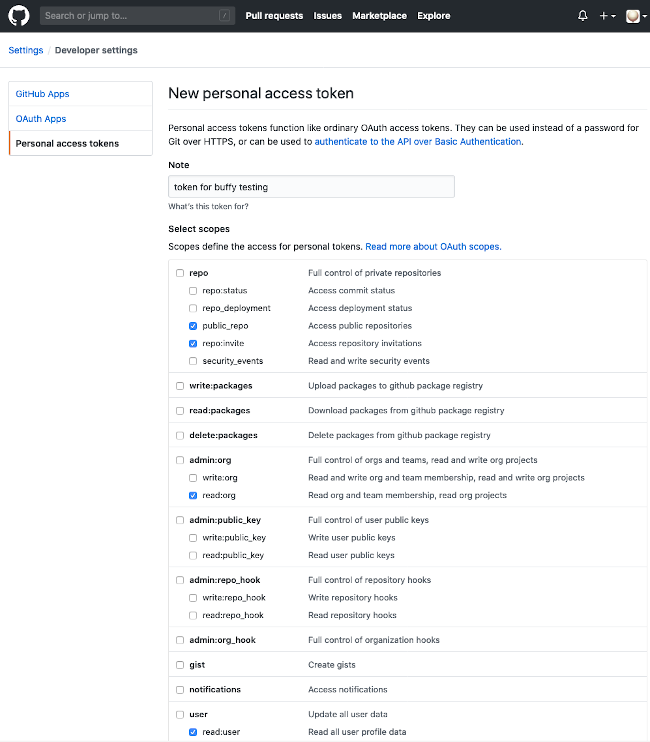 Search or jump to... / Pull requests Issues Marketplace Explore
Settings / Developer settings
GitHub Apps
OAuth Apps
Personal access tokens
New personal access token
Personal access tokens function like ordinary OAuth access tokens. They can be used instead of a password for
Git over HTTPS, or can be used to authenticate to the API over Basic Authentication.
Note
token for buffy testing
What's this token for?
Select scopes
Scopes define the access for personal tokens. Read more about OAuth scopes.
repo Full control of private repositories
repo:status Access commit status
repo_deployment Access deployment status
public_repo Access public repositories
repo:invite Access repository invitations
security_events Read and write security events
write:packages Upload packages to github package registry
read:packages Download packages from github package registry
delete:packages Delete packages from github package registry
admin:org Full control of orgs and teams, read and write org projects
write:org Read and write org and team membership, read and write org projects
read:org Read org and team membership, read org projects
admin:public_key Full control of user public keys
write:public_key Write user public keys
read:public_key Read user public keys
admin:repo_hook Full control of repository hooks
write:repo_hook Write repository hooks
read:repo_hook Read repository hooks
admin:org_hook Full control of organization hooks
gist Create gists
notifications Access notifications
user Update all user data
read:user Read all user profile data